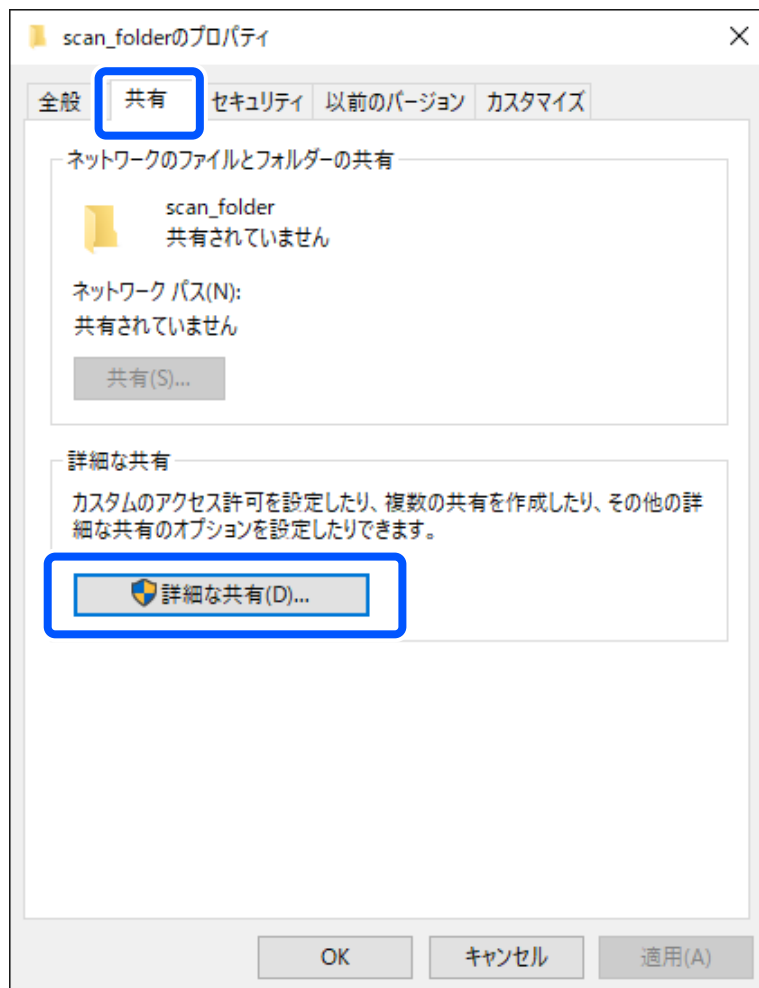 scan_folderのプロパティ
全般 共有 セキュリティ 以前のバージョン カスタマイズ
ネットワークのファイルとフォルダーの共有
scan_folder
共有されていません
ネットワーク パス(N):
共有されていません
共有(S)...
詳細な共有
カスタムのアクセス許可を設定したり、複数の共有を作成したり、その他の詳
細な共有のオプションを設定したりできます。
詳細な共有(D)...
OK キャンセル 適用(A)